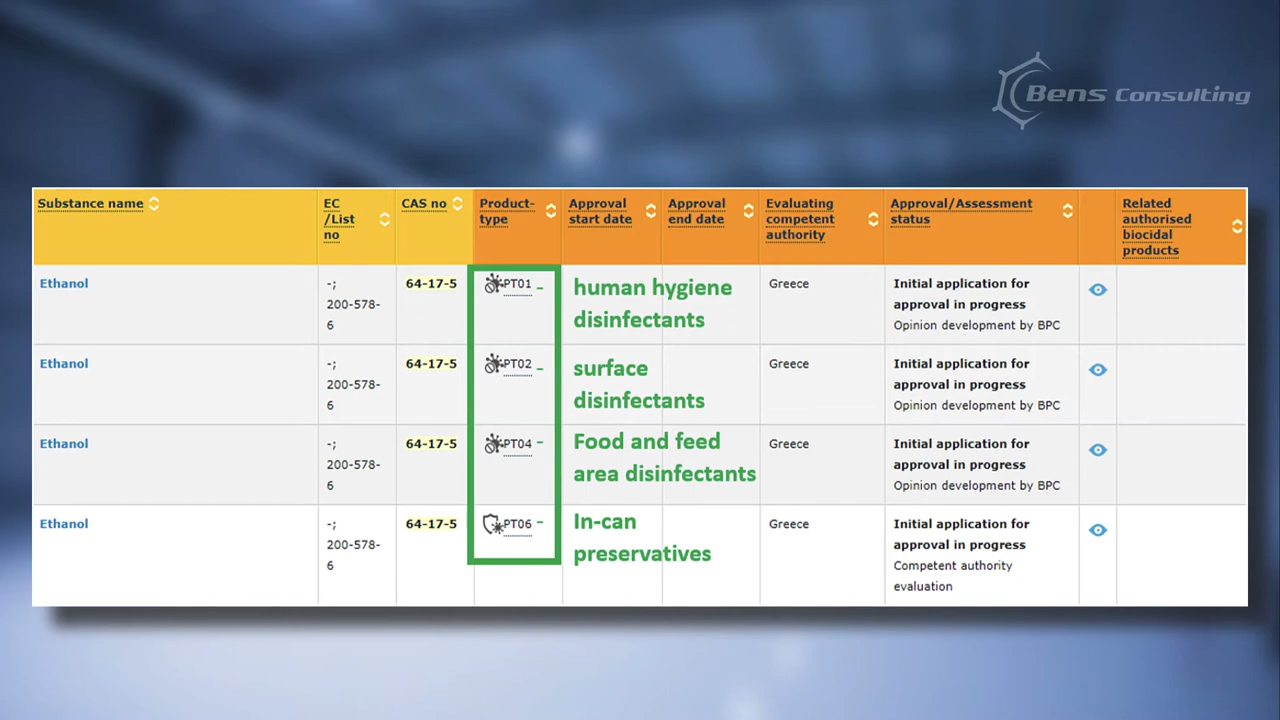 Bens Consulting
Substance name
EC /List no
CAS no
Product-type
Approval start date
Approval end date
Evaluating competent authority
Approval/Assessment status
Related authorised biocidal products
Ethanol
-; 200-578-6
64-17-5
PT01 -
human hygiene disinfectants
Greece
Initial application for approval in progress
Opinion development by BPC
Ethanol
-; 200-578-6
64-17-5
PT02 -
surface disinfectants
Greece
Initial application for approval in progress
Opinion development by BPC
Ethanol
-; 200-578-6
64-17-5
PT04 -
Food and feed area disinfectants
Greece
Initial application for approval in progress
Opinion development by BPC
Ethanol
-; 200-578-6
64-17-5
PT06 -
In-can preservatives
Greece
Initial application for approval in progress
Competent authority evaluation